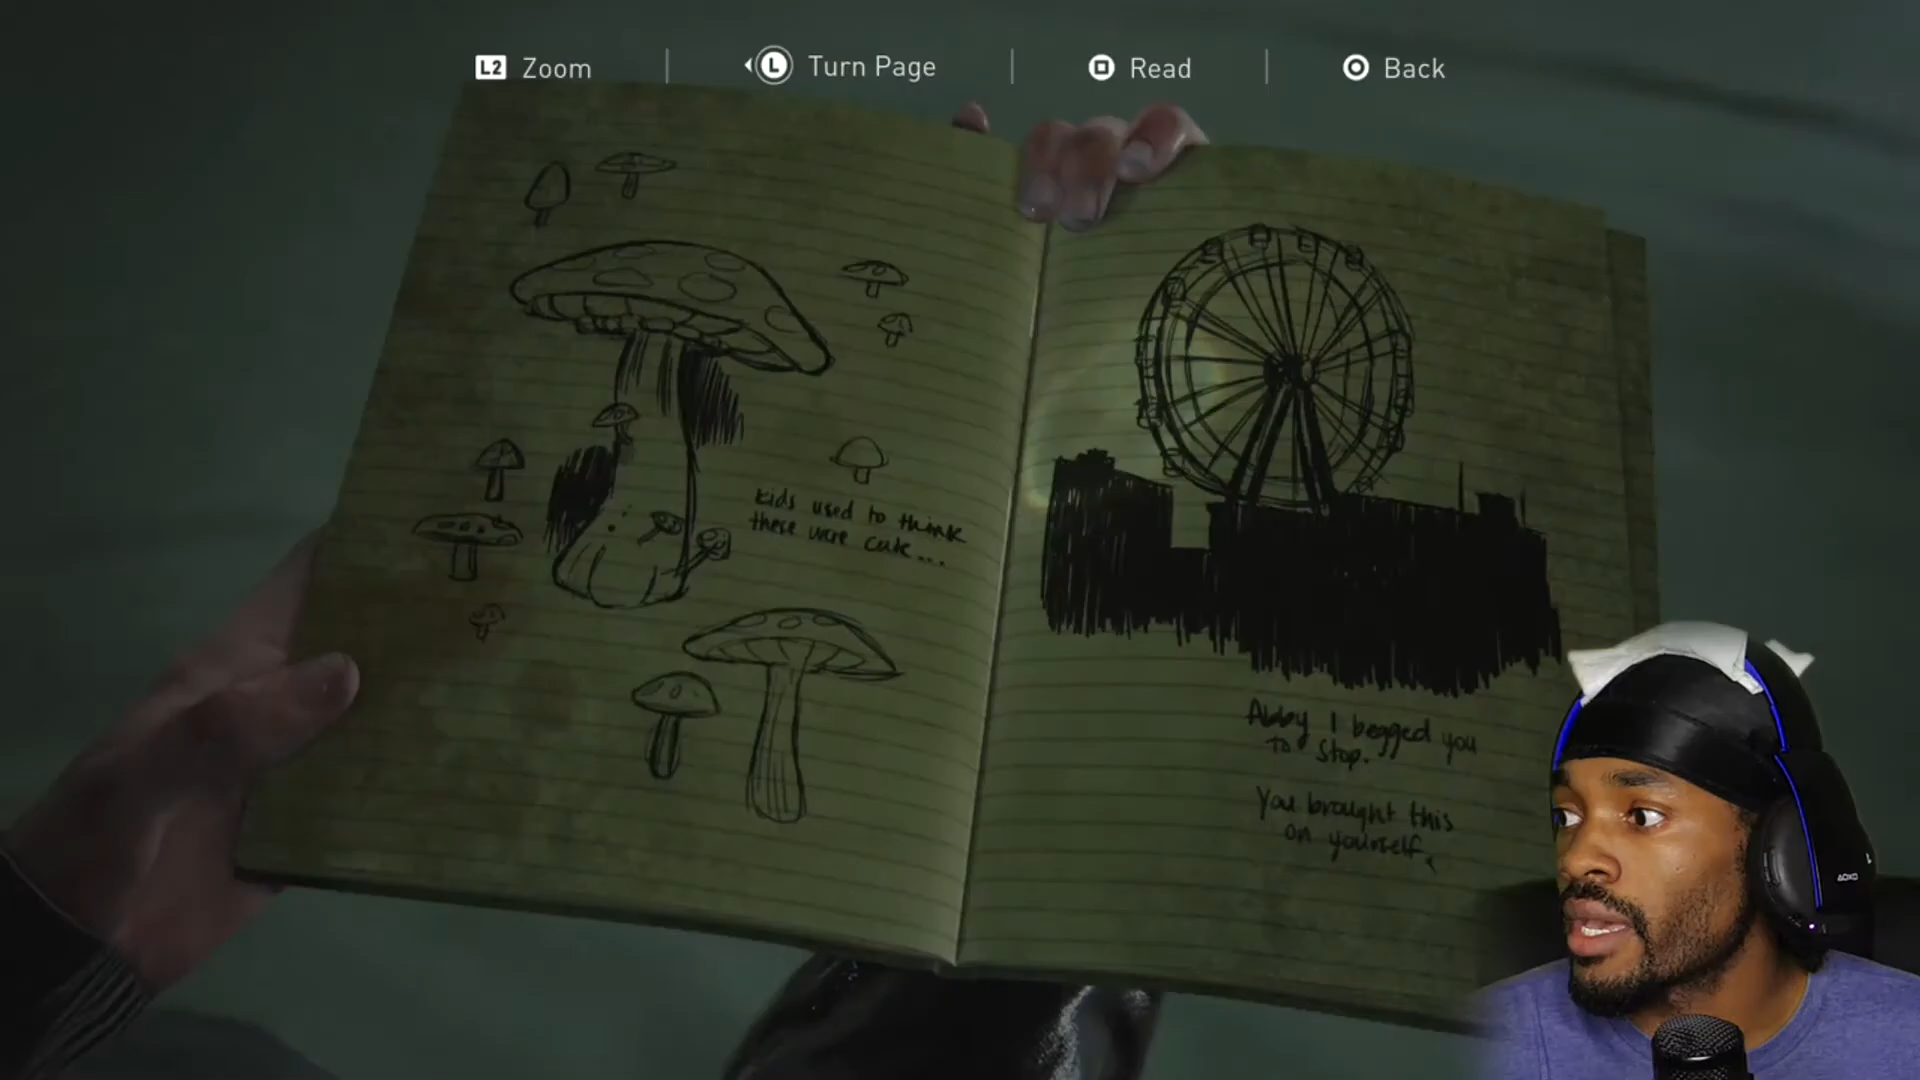 L2 Zoom
L Turn Page
Read
Back
kids used to think
these were cute...
Abby I begged you
to stop.
You brought this
on yourself.